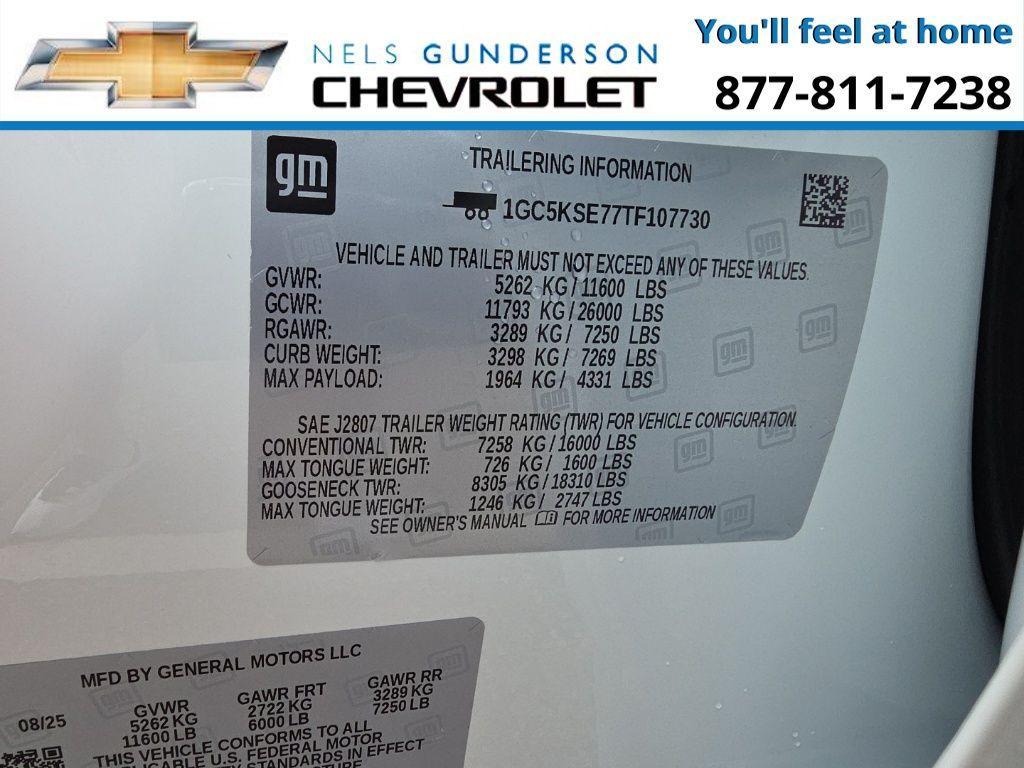 You'll feel at home
NELS GUNDERSON
CHEVROLET
877-811-7238
gm
TRAILERING INFORMATION
1GC5KSE77TF107730
VEHICLE AND TRAILER MUST NOT EXCEED ANY OF THESE VALUES.
GVWR: 5262 KG / 11600 LBS
GCWR: 11793 KG / 26000 LBS
RGAWR: 3289 KG / 7250 LBS
CURB WEIGHT: 3298 KG / 7269 LBS
MAX PAYLOAD: 1964 KG / 4331 LBS
SAE J2807 TRAILER WEIGHT RATING (TWR) FOR VEHICLE CONFIGURATION.
CONVENTIONAL TWR: 7258 KG / 16000 LBS
MAX TONGUE WEIGHT: 726 KG / 1600 LBS
GOOSENECK TWR: 8305 KG / 18310 LBS
MAX TONGUE WEIGHT: 1246 KG / 2747 LBS
SEE OWNER'S MANUAL FOR MORE INFORMATION
MFD BY GENERAL MOTORS LLC
08/25
GVWR GAWR FRT GAWR RR
5262 KG 2722 KG 3289 KG
11600 LB 6000 LB 7250 LB
THIS VEHICLE CONFORMS TO ALL
U.S. FEDERAL MOTOR
STANDARDS IN EFFECT